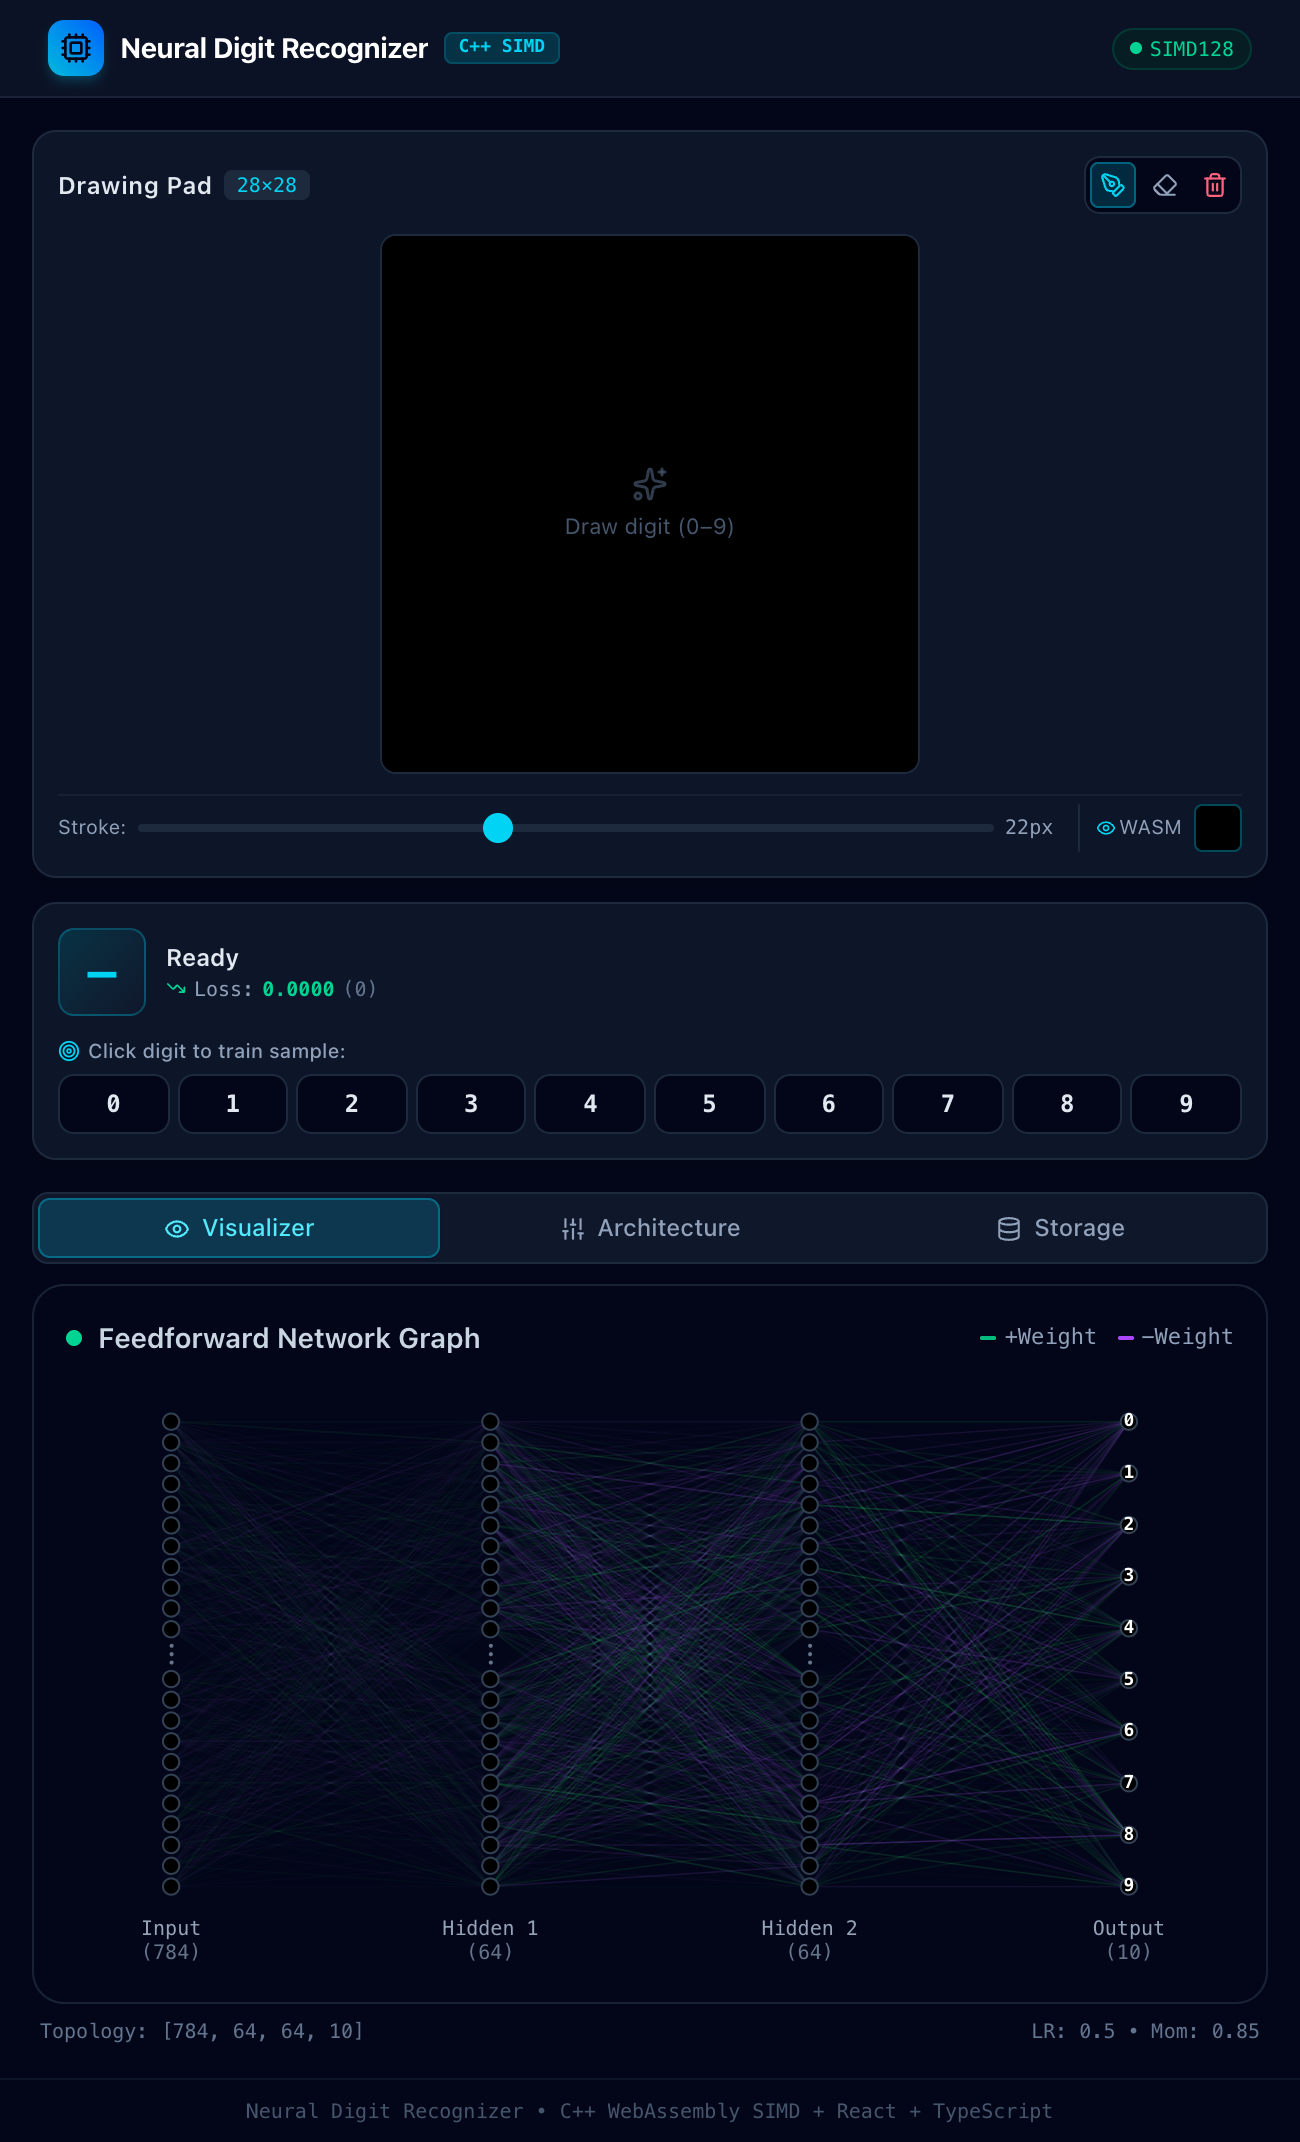 Neural Digit Recognizer C++ SIMD SIMD128
Drawing Pad 28×28
Draw digit (0–9)
Stroke: 22px WASM
Ready
Loss: 0.0000 (0)
Click digit to train sample:
0 1 2 3 4 5 6 7 8 9
Visualizer Architecture Storage
Feedforward Network Graph +Weight −Weight
0
1
2
3
4
5
6
7
8
9
Input Hidden 1 Hidden 2 Output
(784) (64) (64) (10)
Topology: [784, 64, 64, 10] LR: 0.5 • Mom: 0.85
Neural Digit Recognizer • C++ WebAssembly SIMD + React + TypeScript